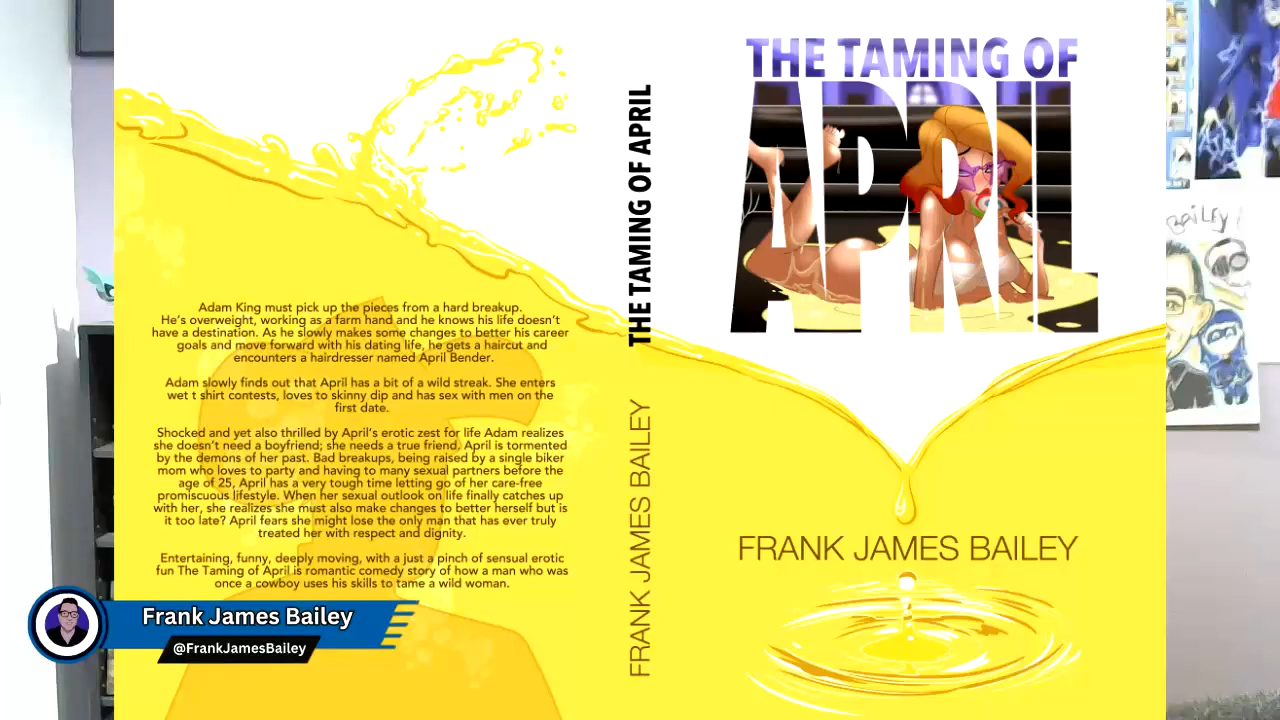 THE TAMING OF
APRIL
FRANK JAMES BAILEY
THE TAMING OF APRIL
FRANK JAMES BAILEY
Adam King must pick up the pieces from a hard breakup.
He's overweight, working as a farm hand and he knows his life doesn't
have a destination. As he slowly makes some changes to better his career
goals and move forward with his dating life, he gets a haircut and
encounters a hairdresser named April Bender.
Adam slowly finds out that April has a bit of a wild streak. She enters
wet t shirt contests, loves to skinny dip and has sex with men on the
first date.
Shocked and yet also thrilled by April's erotic zest for life Adam realizes
she doesn't need a boyfriend; she needs a true friend. April is tormented
by the demons of her past. Bad breakups, being raised by a single biker
mom who loves to party and having to many sexual partners before the
age of 25, April has a very tough time letting go of her care-free
promiscuous lifestyle. When her sexual outlook on life finally catches up
with her, she realizes she must also make changes to better herself but is
it too late? April fears she might lose the only man that has ever truly
treated her with respect and dignity.
Entertaining, funny, deeply moving, with a just a pinch of sensual erotic
fun The Taming of April is romantic comedy story of how a man who was
once a cowboy uses his skills to tame a wild woman.
Frank James Bailey
@FrankJamesBailey
BAILEY